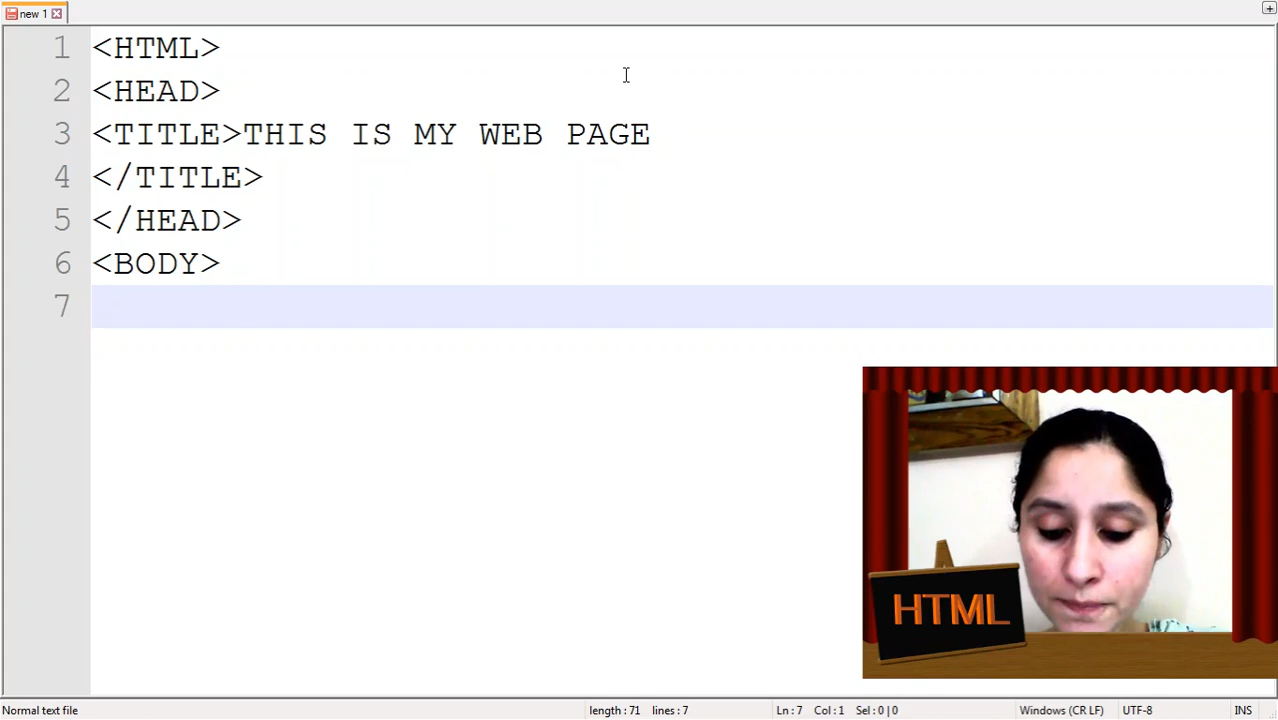 new 1
1 <HTML>
2 <HEAD>
3 <TITLE>THIS IS MY WEB PAGE
4 </TITLE>
5 </HEAD>
6 <BODY>
7
HTML
Normal text file length : 71 lines : 7 Ln : 7 Col : 1 Sel : 0 | 0 Windows (CR LF) UTF-8 INS